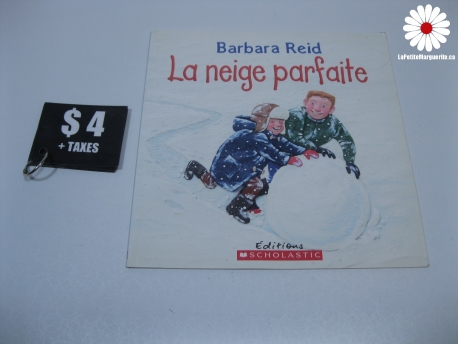 LaPetiteMarguerite.ca
Barbara Reid
La neige parfaite
$4
+ TAXES
Éditions
SCHOLASTIC